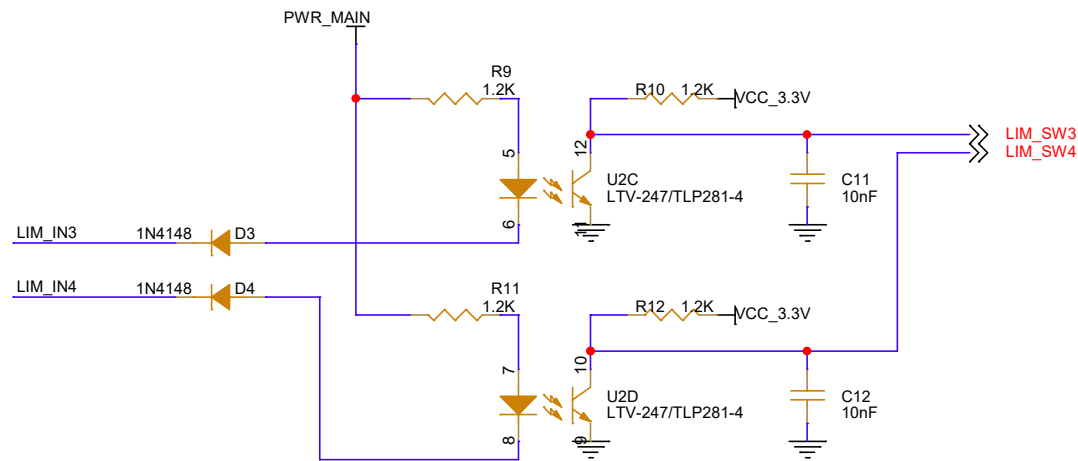 PWR_MAIN
R9
1.2K
R10 1.2K
VCC_3.3V
5
12
LIM_SW3
LIM_SW4
U2C
LTV-247/TLP281-4
C11
10nF
6
11
LIM_IN3
1N4148
D3
LIM_IN4
1N4148
D4
R11
1.2K
R12 1.2K
VCC_3.3V
7
10
U2D
LTV-247/TLP281-4
C12
10nF
8
9